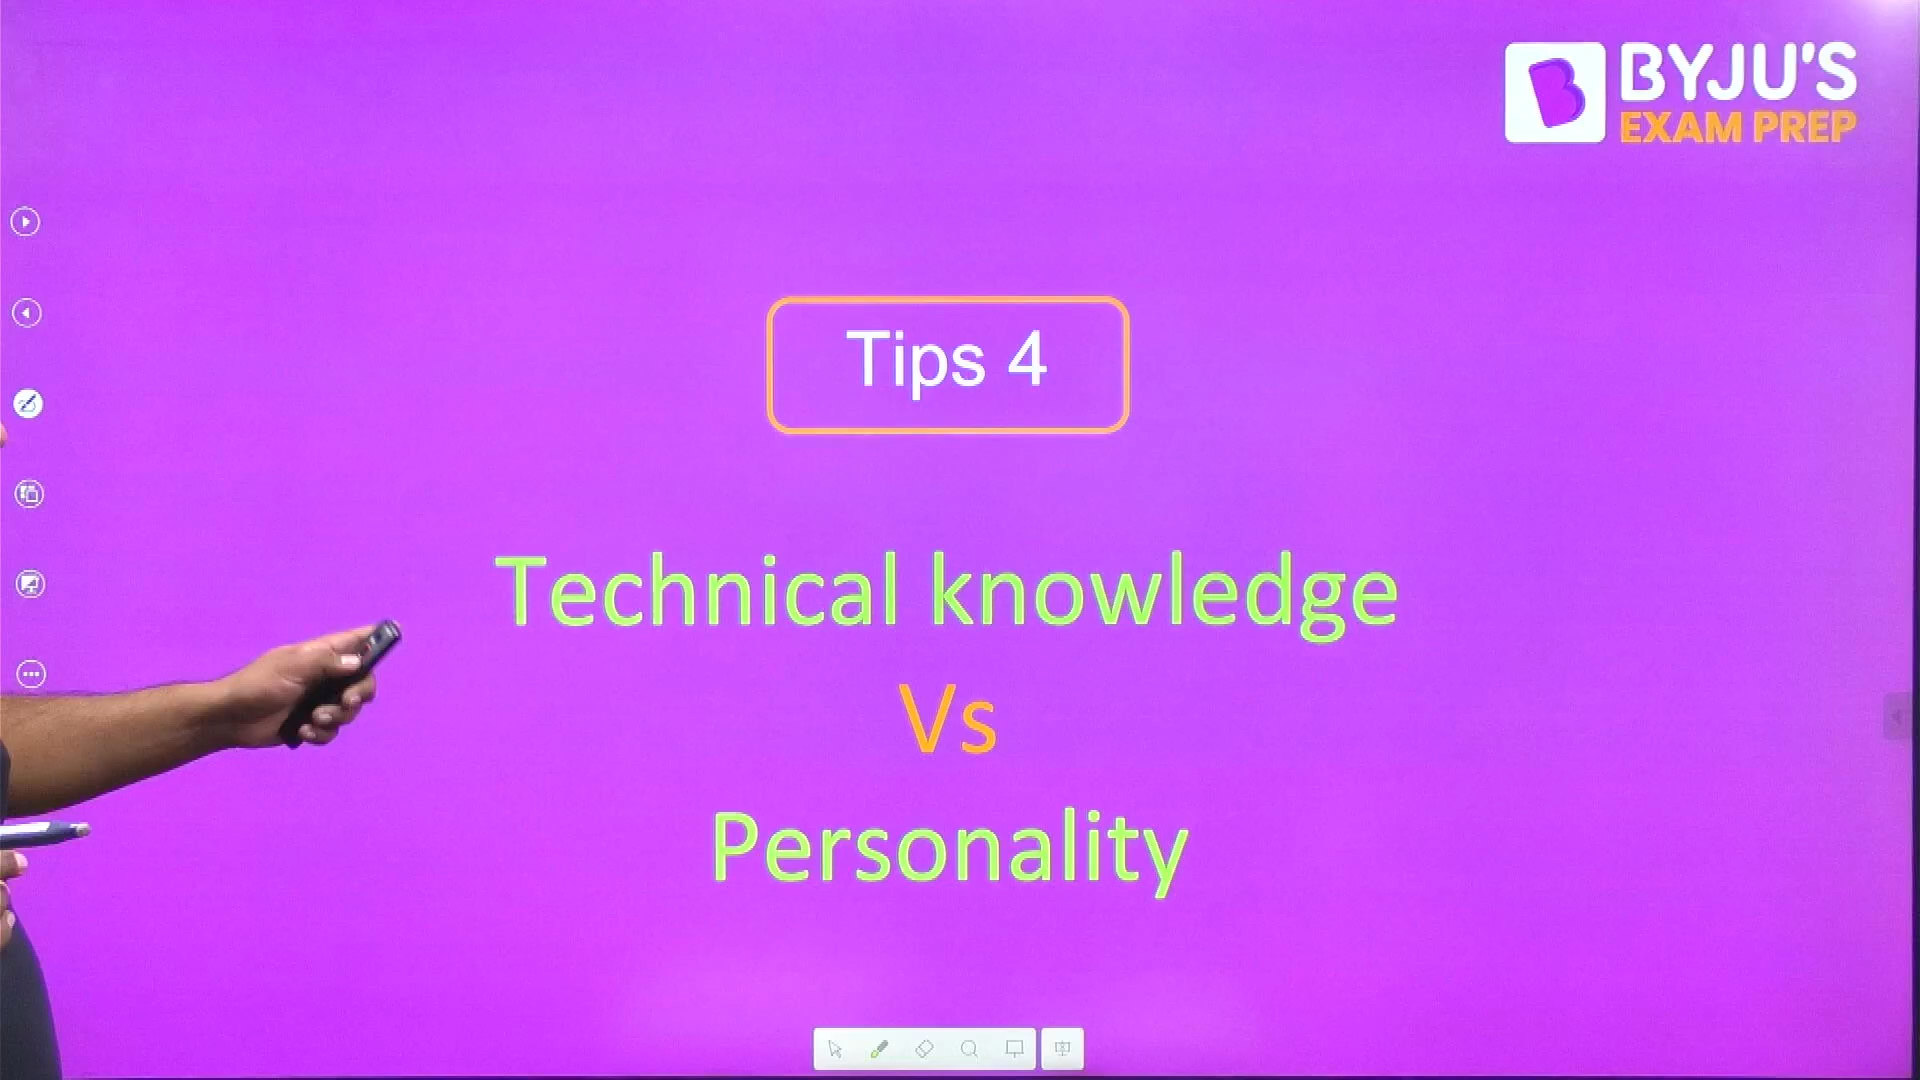 BYJU'S
EXAM PREP
Tips 4
Technical knowledge
Vs
Personality